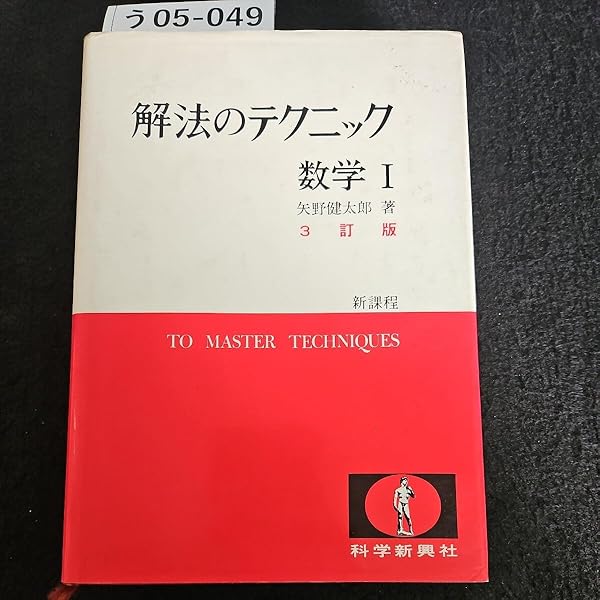 う05-049
解法のテクニック
数学 I
矢野健太郎 著
3 訂 版
新課程
TO MASTER TECHNIQUES
科学新興社